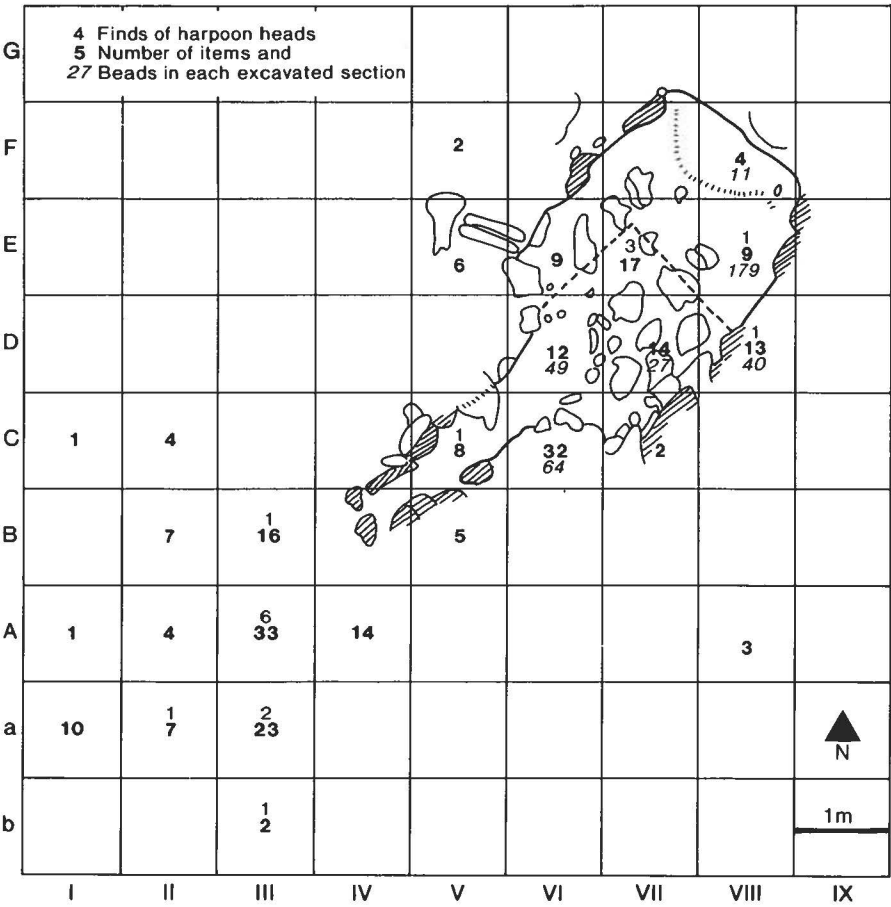 G
4 Finds of harpoon heads
5 Number of items and
27 Beads in each excavated section
F
2
4
11
E
6
9
3
17
1
9
179
D
12
49
14
27
1
13
40
C
1
4
1
8
32
64
2
B
7
1
16
5
A
1
4
6
33
14
3
a
10
1
7
2
23
N
b
1
2
1m
I II III IV V VI VII VIII IX